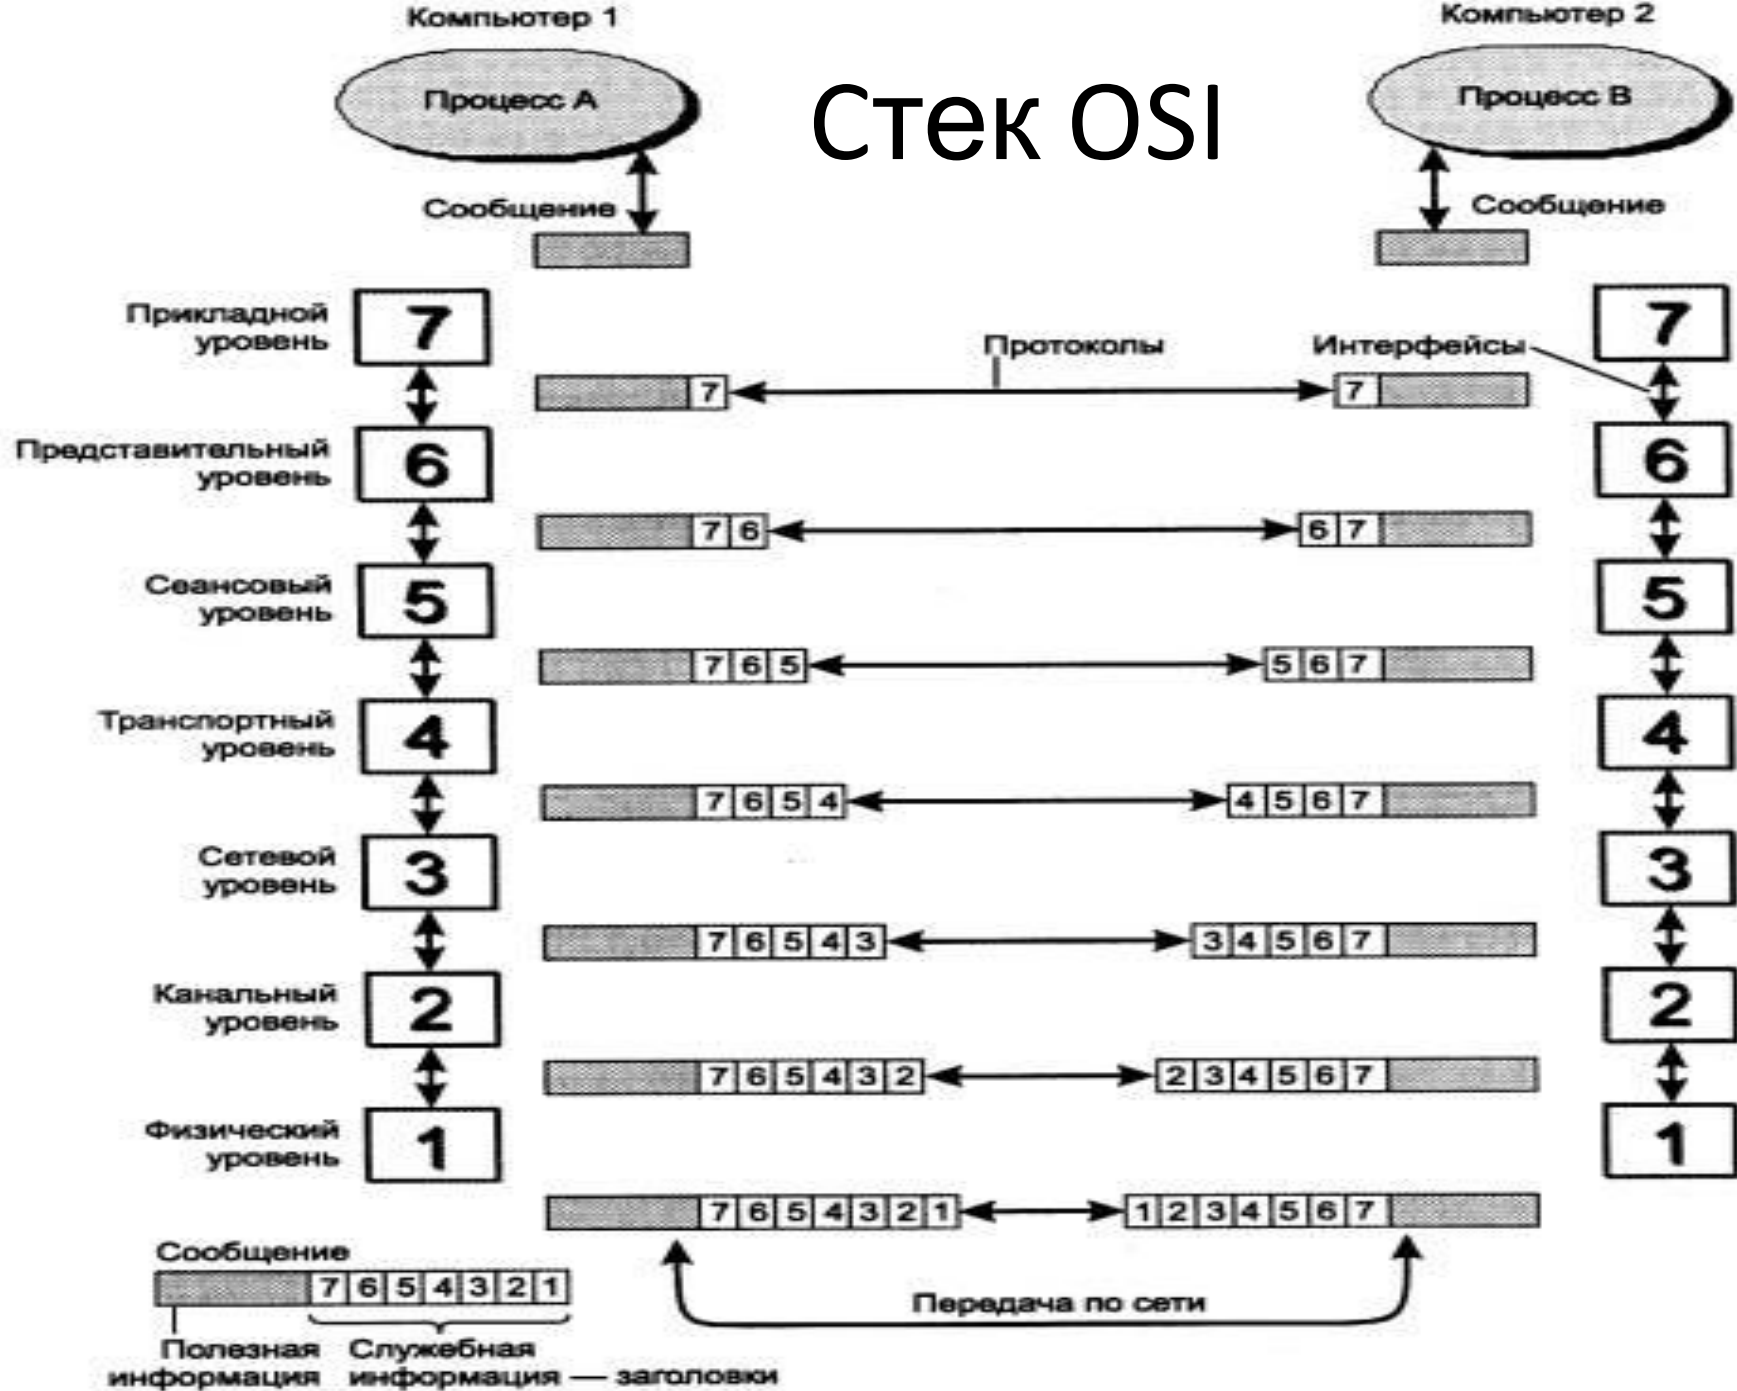 Компьютер 1
Компьютер 2
Стек OSI
Процесс A
Процесс B
Сообщение
Сообщение
Прикладной
уровень
7
7
Протоколы
Интерфейсы
7
7
Представительный
уровень
6
6
7 6
6 7
Сеансовый
уровень
5
5
7 6 5
5 6 7
Транспортный
уровень
4
4
7 6 5 4
4 5 6 7
Сетевой
уровень
3
3
7 6 5 4 3
3 4 5 6 7
Канальный
уровень
2
2
7 6 5 4 3 2
2 3 4 5 6 7
Физический
уровень
1
1
7 6 5 4 3 2 1
1 2 3 4 5 6 7
Сообщение
7 6 5 4 3 2 1
Передача по сети
Полезная
информация
Служебная
информация — заголовки